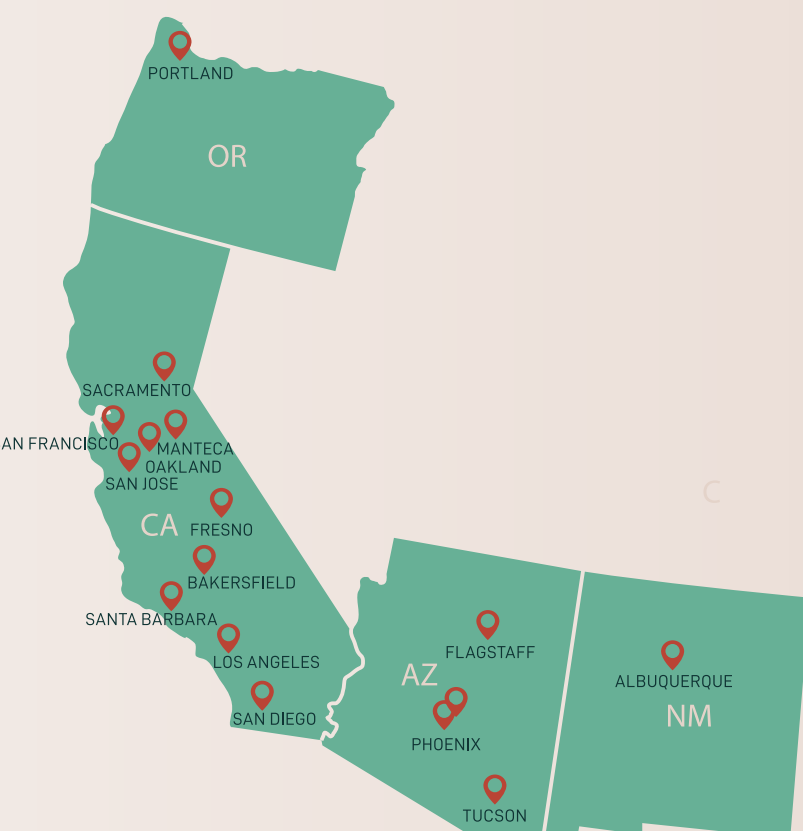 PORTLAND
OR
SACRAMENTO
AN FRANCISCO
MANTECA
OAKLAND
SAN JOSE
C
CA
FRESNO
BAKERSFIELD
SANTA BARBARA
FLAGSTAFF
LOS ANGELES
AZ
ALBUQUERQUE
NM
SAN DIEGO
PHOENIX
TUCSON